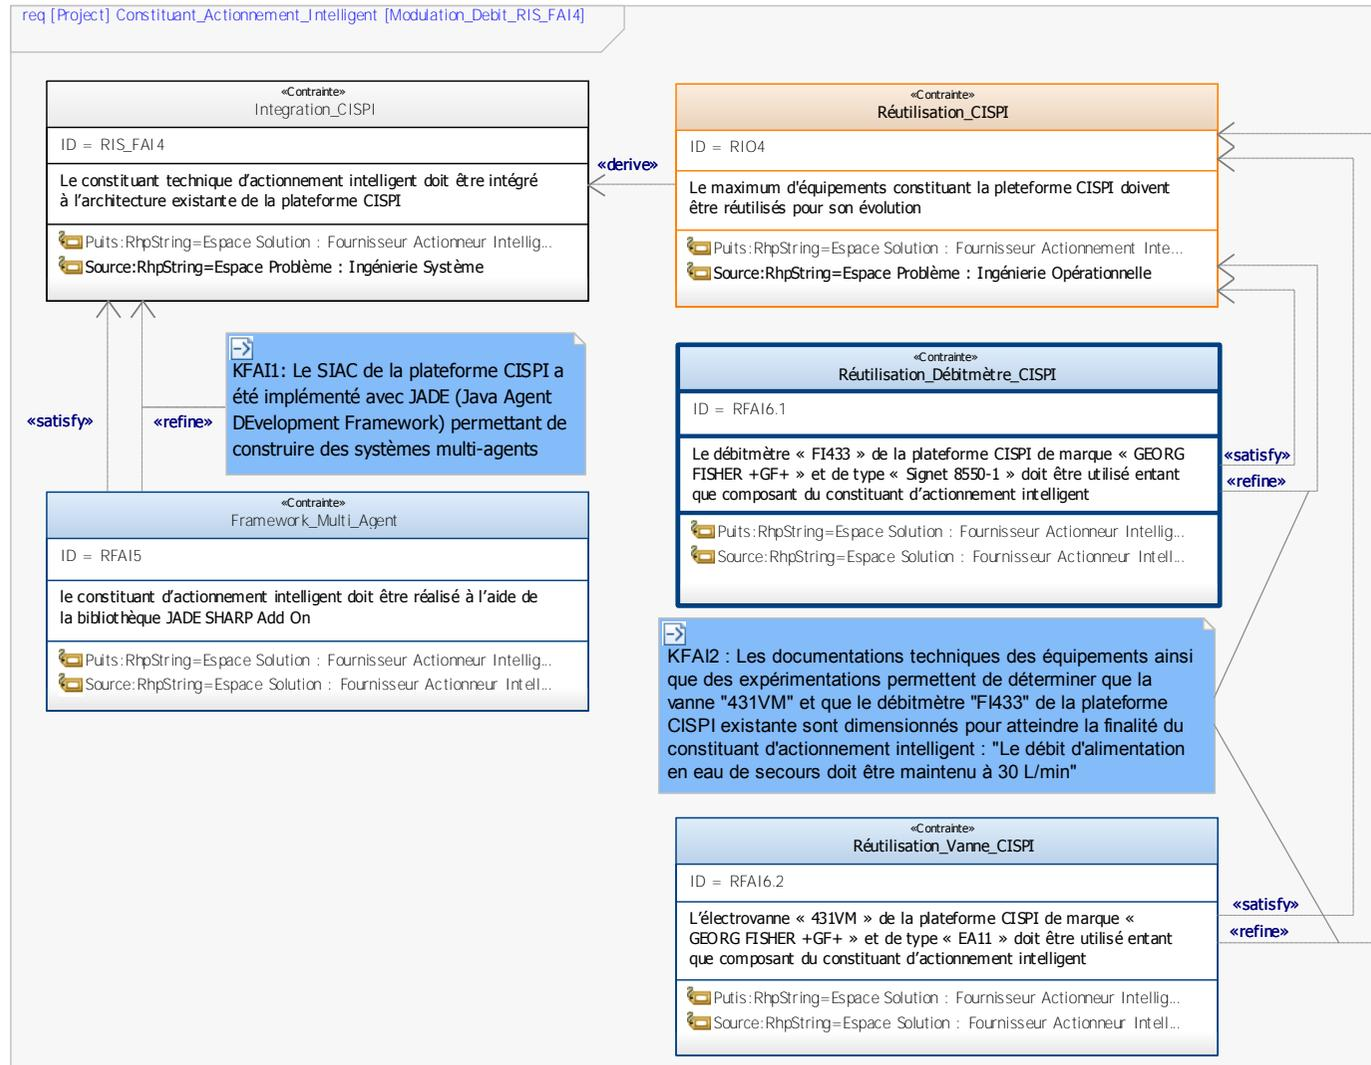 req [Project] Constituant_Actionnement_Intelligent [Modulation_Debit_RIS_FAI4]
«Contrainte»
Integration_CISPI
ID = RIS_FAI4
Le constituant technique d'actionnement intelligent doit être intégré
à l'architecture existante de la plateforme CISPI
Puits:RhpString=Espace Solution : Fournisseur Actionneur Intellig...
Source:RhpString=Espace Problème : Ingénierie Système
«derive»
«Contrainte»
Réutilisation_CISPI
ID = RIO4
Le maximum d'équipements constituant la pleteforme CISPI doivent
être réutilisés pour son évolution
Puits:RhpString=Espace Solution : Fournisseur Actionnement Inte...
Source:RhpString=Espace Problème : Ingénierie Opérationnelle
KFAI1: Le SIAC de la plateforme CISPI a
été implémenté avec JADE (Java Agent
DEvelopment Framework) permettant de
construire des systèmes multi-agents
«satisfy»
«refine»
«Contrainte»
Framework_Multi_Agent
ID = RFAI5
le constituant d'actionnement intelligent doit être réalisé à l'aide de
la bibliothèque JADE SHARP Add On
Puits:RhpString=Espace Solution : Fournisseur Actionneur Intellig...
Source:RhpString=Espace Solution : Fournisseur Actionneur Intell...
«Contrainte»
Réutilisation_Débitmètre_CISPI
ID = RFAI6.1
Le débitmètre « FI433 » de la plateforme CISPI de marque « GEORG
FISHER +GF+ » et de type « Signet 8550-1 » doit être utilisé entant
que composant du constituant d'actionnement intelligent
Puits:RhpString=Espace Solution : Fournisseur Actionneur Intellig...
Source:RhpString=Espace Solution : Fournisseur Actionneur Intell...
«satisfy»
«refine»
KFAI2 : Les documentations techniques des équipements ainsi
que des expérimentations permettent de déterminer que la
vanne "431VM" et que le débitmètre "FI433" de la plateforme
CISPI existante sont dimensionnés pour atteindre la finalité du
constituant d'actionnement intelligent : "Le débit d'alimentation
en eau de secours doit être maintenu à 30 L/min"
«Contrainte»
Réutilisation_Vanne_CISPI
ID = RFAI6.2
L'électrovanne « 431VM » de la plateforme CISPI de marque «
GEORG FISHER +GF+ » et de type « EA11 » doit être utilisé entant
que composant du constituant d'actionnement intelligent
Putis:RhpString=Espace Solution : Fournisseur Actionneur Intellig...
Source:RhpString=Espace Solution : Fournisseur Actionneur Intell...
«satisfy»
«refine»